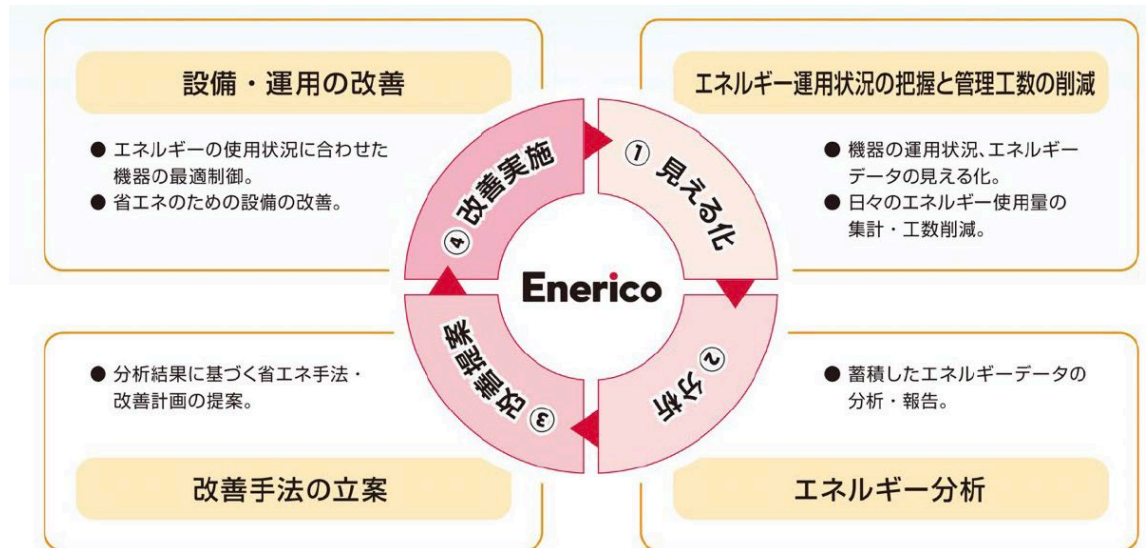 設備・運用の改善
● エネルギーの使用状況に合わせた
機器の最適制御。
● 省エネのための設備の改善。
エネルギー運用状況の把握と管理工数の削減
● 機器の運用状況、エネルギー
データの見える化。
● 日々のエネルギー使用量の
集計・工数削減。
① 見える化
② 分析
③ 改善提案
④ 改善実施
Enerico
● 分析結果に基づく省エネ手法・
改善計画の提案。
改善手法の立案
● 蓄積したエネルギーデータの
分析・報告。
エネルギー分析